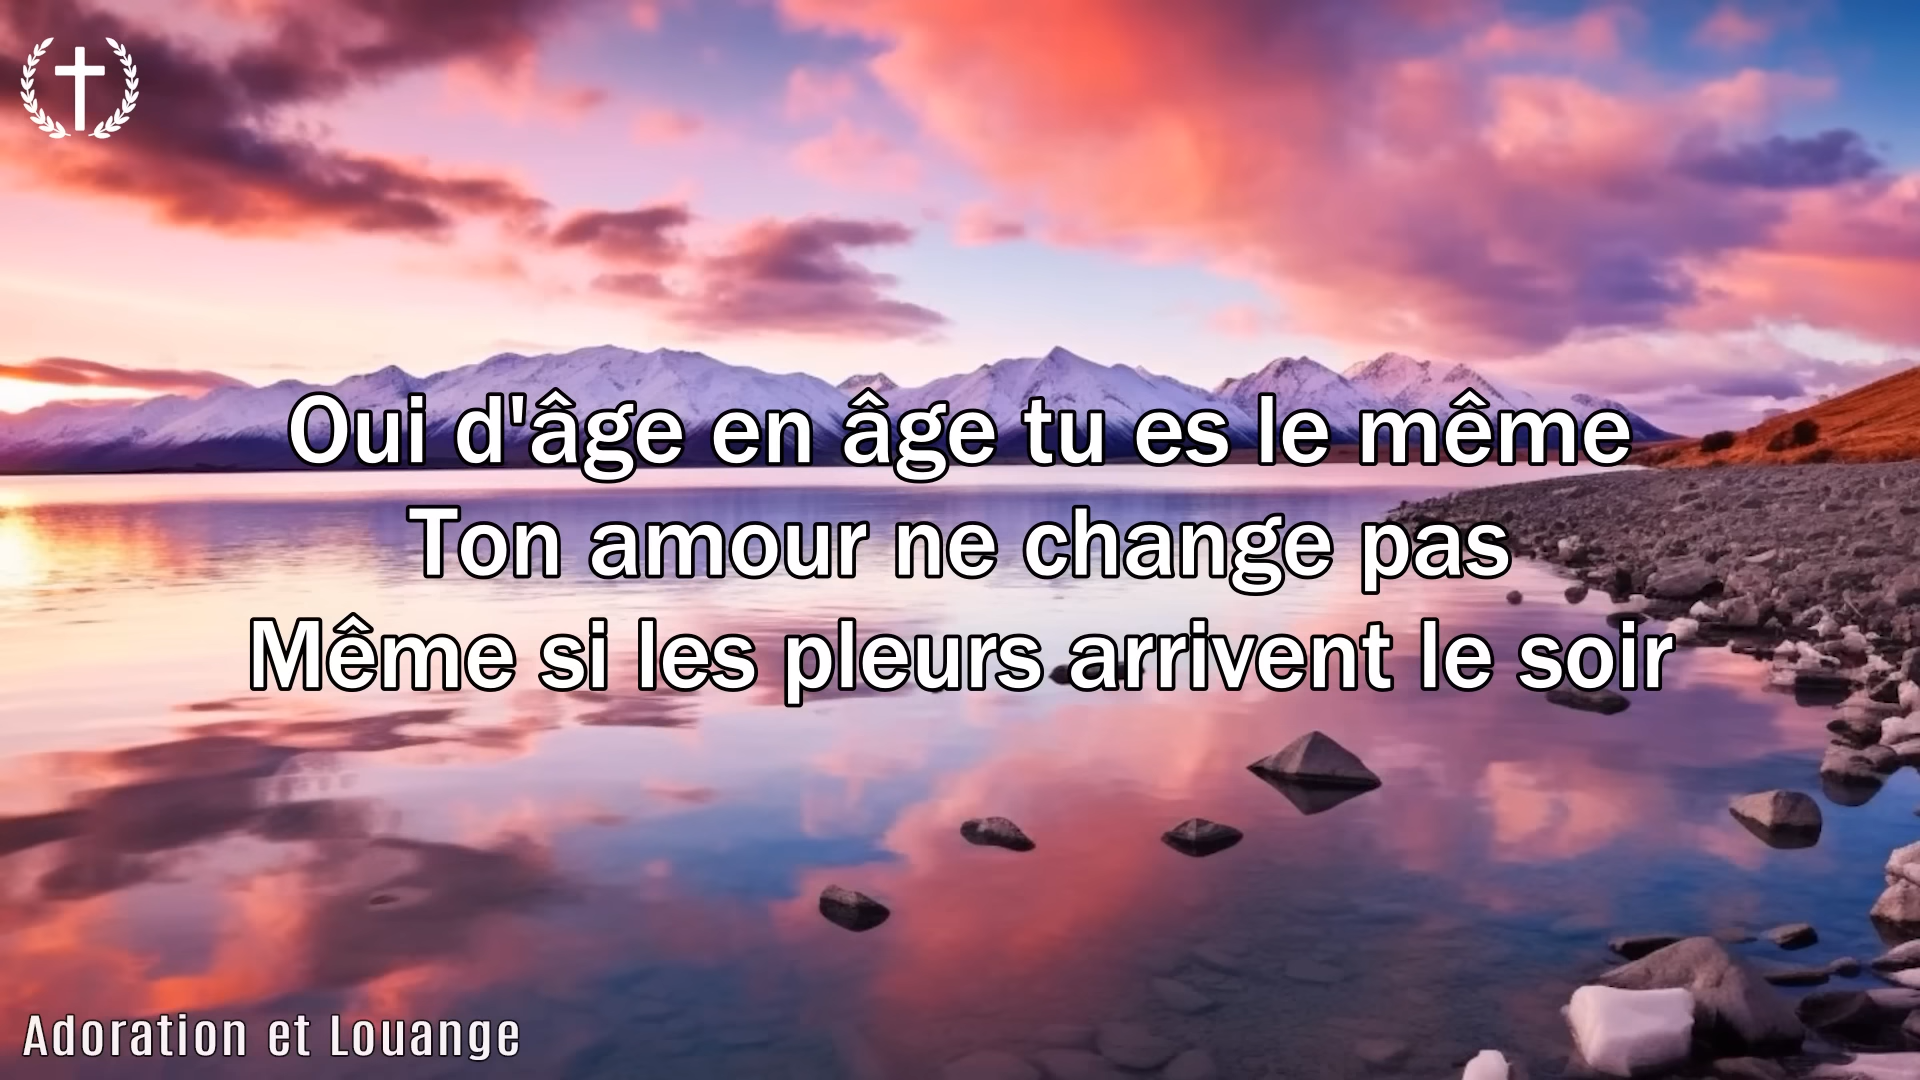 Oui d'âge en âge tu es le même
Ton amour ne change pas
Même si les pleurs arrivent le soir
Adoration et Louange